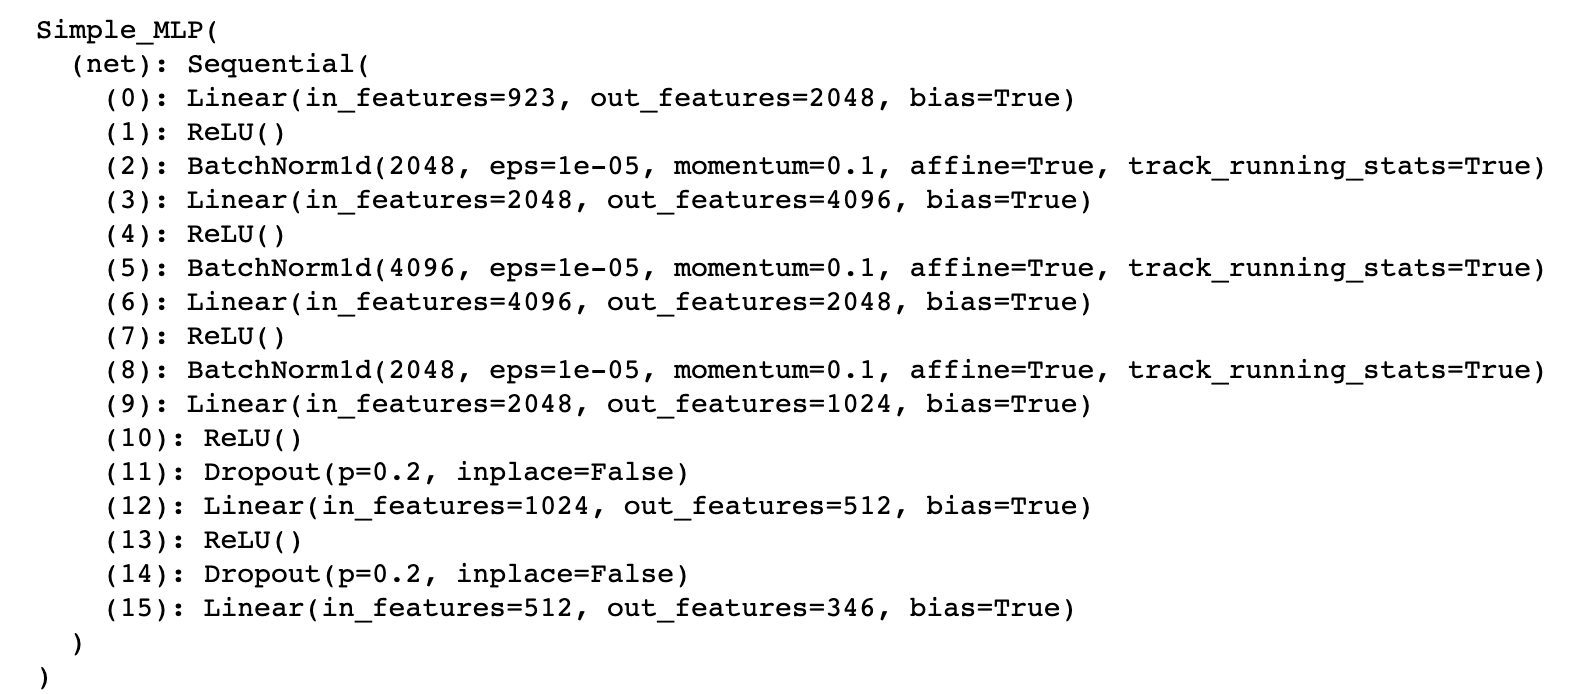 Simple_MLP(
  (net): Sequential(
    (0): Linear(in_features=923, out_features=2048, bias=True)
    (1): ReLU()
    (2): BatchNorm1d(2048, eps=1e-05, momentum=0.1, affine=True, track_running_stats=True)
    (3): Linear(in_features=2048, out_features=4096, bias=True)
    (4): ReLU()
    (5): BatchNorm1d(4096, eps=1e-05, momentum=0.1, affine=True, track_running_stats=True)
    (6): Linear(in_features=4096, out_features=2048, bias=True)
    (7): ReLU()
    (8): BatchNorm1d(2048, eps=1e-05, momentum=0.1, affine=True, track_running_stats=True)
    (9): Linear(in_features=2048, out_features=1024, bias=True)
    (10): ReLU()
    (11): Dropout(p=0.2, inplace=False)
    (12): Linear(in_features=1024, out_features=512, bias=True)
    (13): ReLU()
    (14): Dropout(p=0.2, inplace=False)
    (15): Linear(in_features=512, out_features=346, bias=True)
  )
)